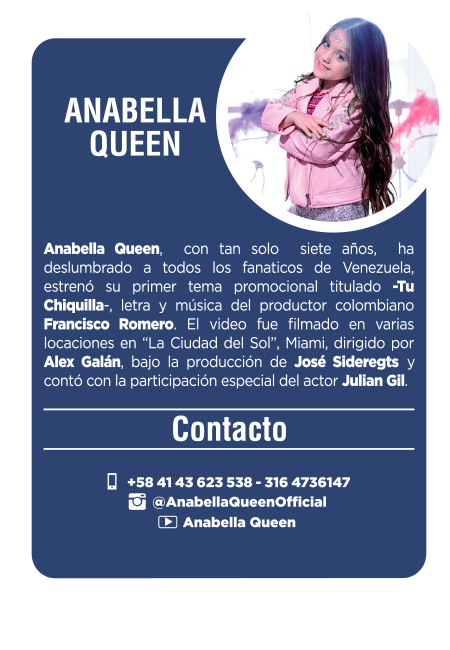 ANABELLA
QUEEN
Anabella Queen, con tan solo siete años, ha
deslumbrado a todos los fanaticos de Venezuela,
estrenó su primer tema promocional titulado -Tu
Chiquilla-, letra y música del productor colombiano
Francisco Romero. El video fue filmado en varias
locaciones en “La Ciudad del Sol”, Miami, dirigido por
Alex Galán, bajo la producción de José Sideregts y
contó con la participación especial del actor Julian Gil.
Contacto
+58 41 43 623 538 - 316 4736147
@AnabellaQueenOfficial
Anabella Queen